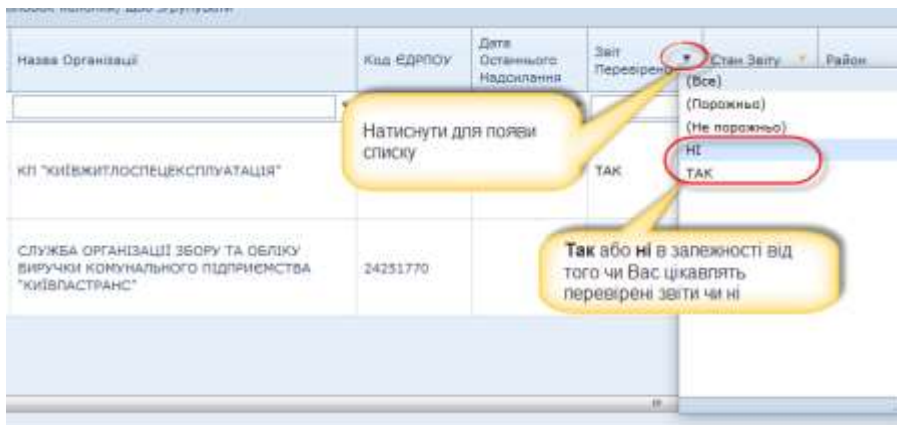 Назва Організації
Код ЄДРПОУ
Дата
Останнього
Надсилання
Звіт
Перевірено
Стан Звіту
Район
(Все)
(Порожньо)
(Не порожньо)
НІ
ТАК
Натиснути для появи
списку
КП "КИЇВЖИТЛОСПЕЦЕКСПЛУАТАЦІЯ"
ТАК
Так або ні в залежності від
того чи Вас цікавлять
перевірені звіти чи ні
СЛУЖБА ОРГАНІЗАЦІЇ ЗБОРУ ТА ОБЛІКУ
ВИРУЧКИ КОМУНАЛЬНОГО ПІДПРИЄМСТВА
"КИЇВПАСТРАНС"
24251770